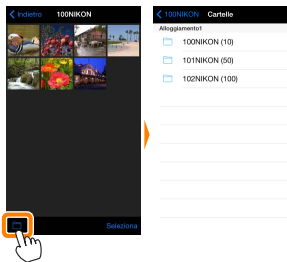 Indietro 100NIKON
Seleziona
100NIKON Cartelle
Alloggiamento1
100NIKON (10)
101NIKON (50)
102NIKON (100)